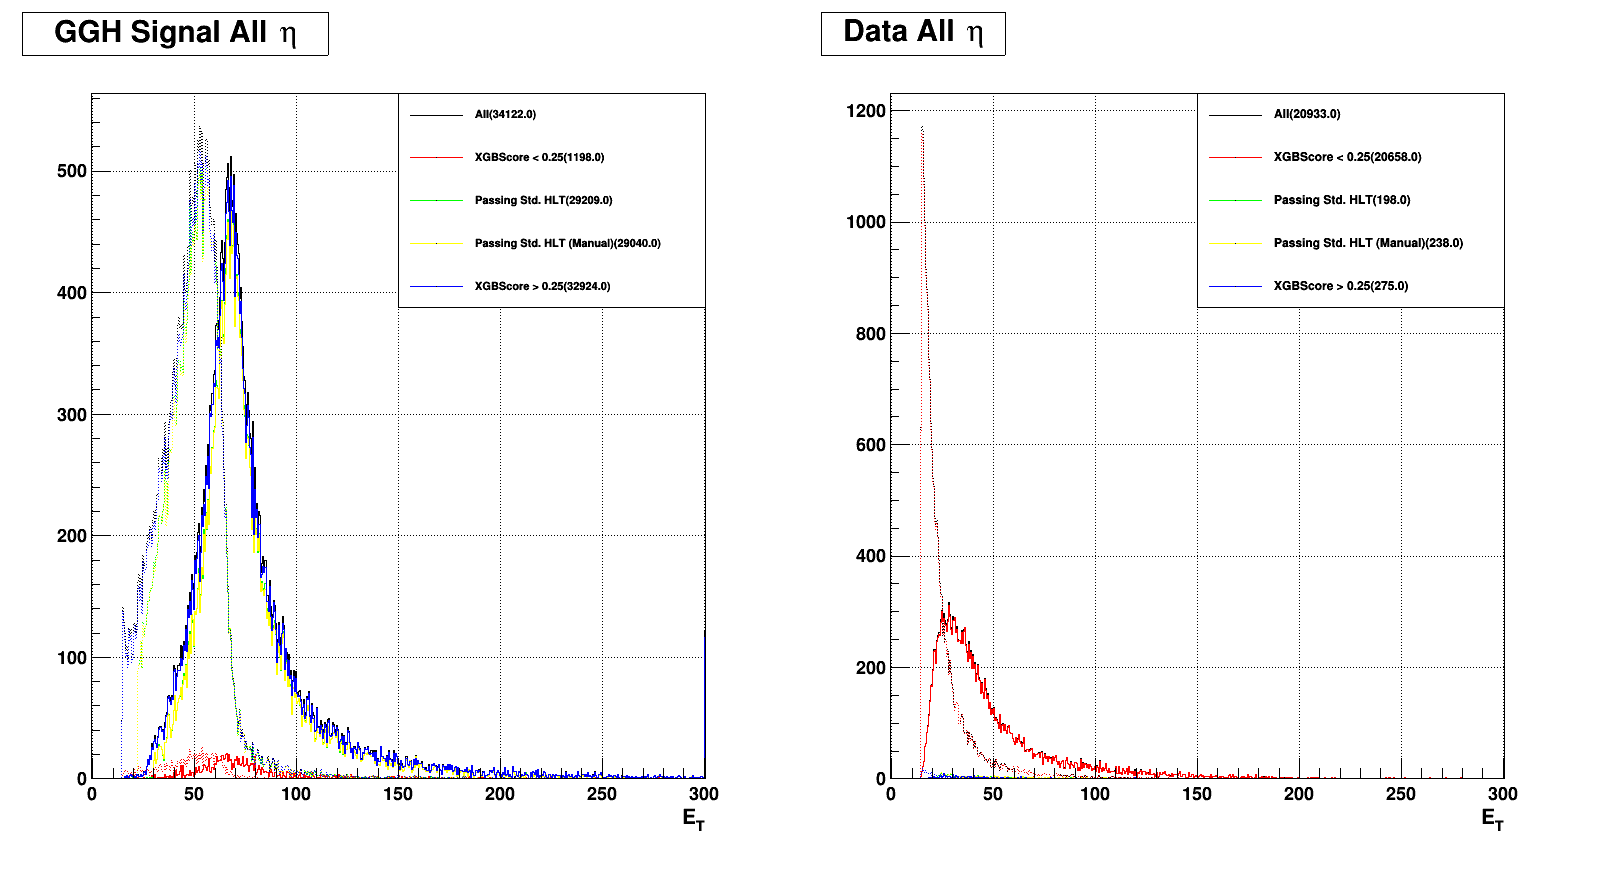 GGH Signal All η
All(34122.0)
XGBScore < 0.25(1198.0)
Passing Std. HLT(29209.0)
Passing Std. HLT (Manual)(29040.0)
XGBScore > 0.25(32924.0)
500
400
300
200
100
0
0 50 100 150 200 250 300
E_T
Data All η
All(20933.0)
XGBScore < 0.25(20658.0)
Passing Std. HLT(198.0)
Passing Std. HLT (Manual)(238.0)
XGBScore > 0.25(275.0)
1200
1000
800
600
400
200
0
0 50 100 150 200 250 300
E_T